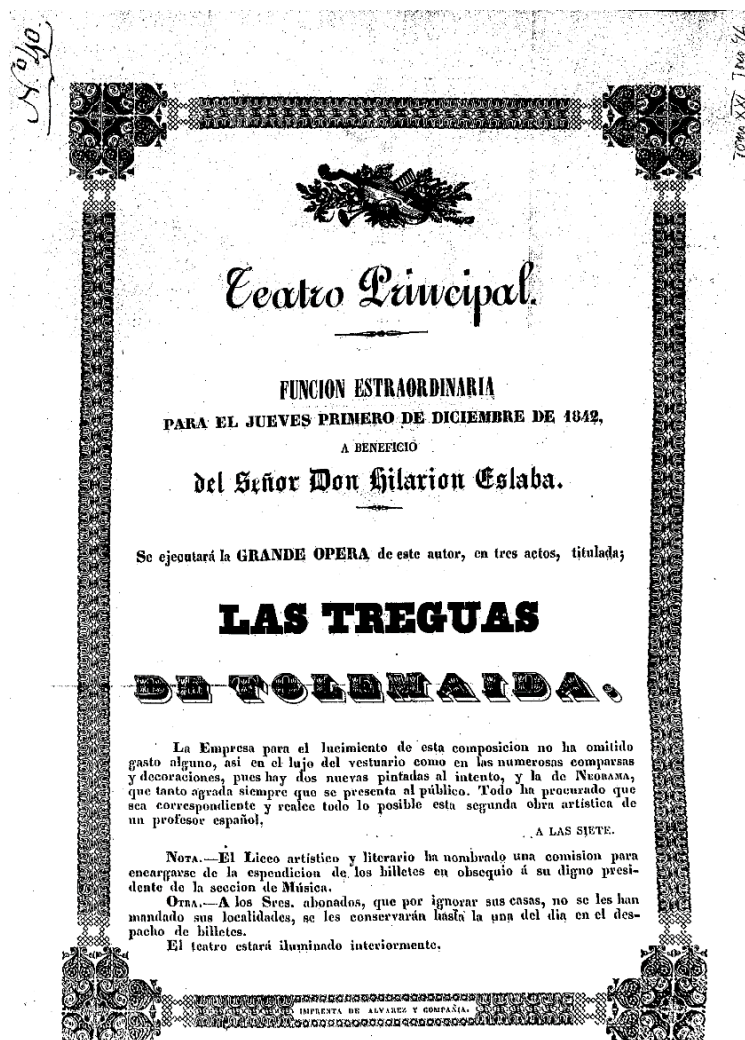 N.º 40.
Tomo XXI
Teatro Principal.
FUNCION ESTRAORDINARIA
PARA EL JUEVES PRIMERO DE DICIEMBRE DE 1842,
A BENEFICIO
del Señor Don Hilarion Eslaba.
Se ejecutará la GRANDE OPERA de este autor, en tres actos, titulada;
LAS TREGUAS
DE TOLEMAIDA,
La Empresa para el lucimiento de esta composicion no ha omitido
gasto alguno, asi en el lujo del vestuario como en las numerosas comparsas
y decoraciones, pues hay dos nuevas pintadas al intento, y la de NEORAMA,
que tanto agrada siempre que se presenta al público. Todo ha procurado que
sea correspondiente y realce todo lo posible esta segunda obra artística de
un profesor español.
A LAS SIETE.
NOTA.—El Liceo artístico y literario ha nombrado una comision para
encargarse de la espendicion de los billetes en obsequio á su digno presi-
dente de la seccion de Música.
OTRA.—A los Sres. abonados, que por ignorar sus casas, no se les han
mandado sus localidades, se les conservarán hasta la una del dia en el des-
pacho de billetes.
El teatro estará iluminado interiormente.
IMPRENTA DE ALVAREZ Y COMPAÑIA.